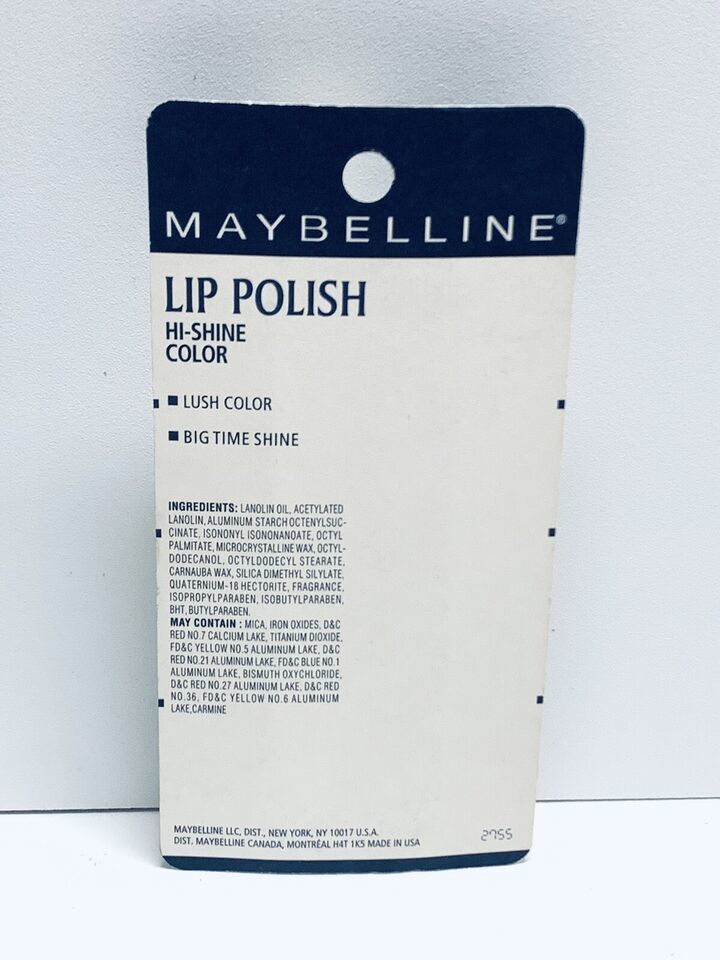 MAYBELLINE®
LIP POLISH
HI-SHINE
COLOR
■ LUSH COLOR
■ BIG TIME SHINE
INGREDIENTS: LANOLIN OIL, ACETYLATED
LANOLIN, ALUMINUM STARCH OCTENYLSUC-
CINATE, ISONONYL ISONONANOATE, OCTYL
PALMITATE, MICROCRYSTALLINE WAX, OCTYL-
DODECANOL, OCTYLDODECYL STEARATE,
CARNAUBA WAX, SILICA DIMETHYL SILYLATE,
QUATERNIUM-18 HECTORITE, FRAGRANCE,
ISOPROPYLPARABEN, ISOBUTYLPARABEN,
BHT, BUTYLPARABEN.
MAY CONTAIN : MICA, IRON OXIDES, D&C
RED NO.7 CALCIUM LAKE, TITANIUM DIOXIDE,
FD&C YELLOW NO.5 ALUMINUM LAKE, D&C
RED NO.21 ALUMINUM LAKE, FD&C BLUE NO.1
ALUMINUM LAKE, BISMUTH OXYCHLORIDE,
D&C RED NO.27 ALUMINUM LAKE, D&C RED
NO.36, FD&C YELLOW NO.6 ALUMINUM
LAKE,CARMINE
MAYBELLINE LLC, DIST., NEW YORK, NY 10017 U.S.A.
DIST. MAYBELLINE CANADA, MONTRÉAL H4T 1K5 MADE IN USA
2755